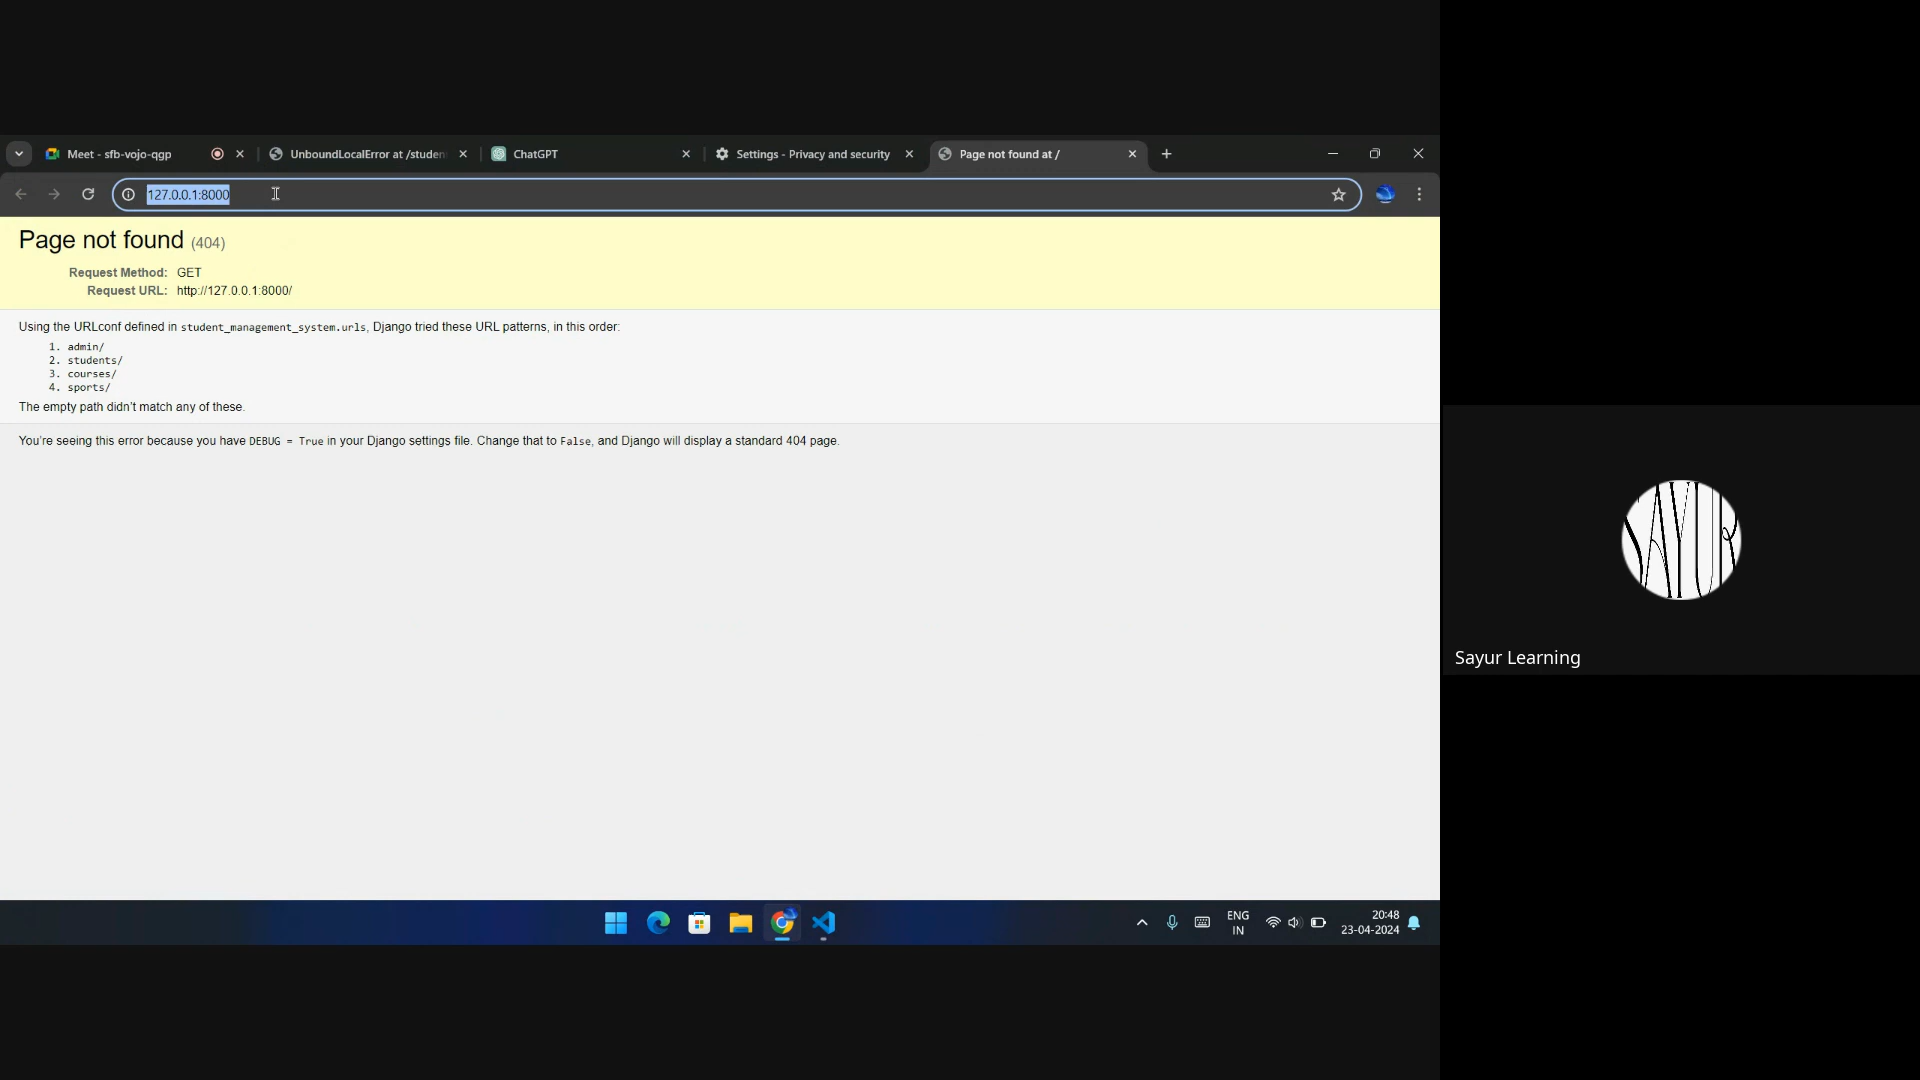 Meet - sfb-vojo-qgp
UnboundLocalError at /studen
ChatGPT
Settings - Privacy and security
Page not found at /
127.0.0.1:8000
Page not found (404)
Request Method: GET
Request URL: http://127.0.0.1:8000/
Using the URLconf defined in student_management_system.urls, Django tried these URL patterns, in this order:
1. admin/
2. students/
3. courses/
4. sports/
The empty path didn't match any of these.
You're seeing this error because you have DEBUG = True in your Django settings file. Change that to False, and Django will display a standard 404 page.
SAYUR
Sayur Learning
ENG
IN
20:48
23-04-2024